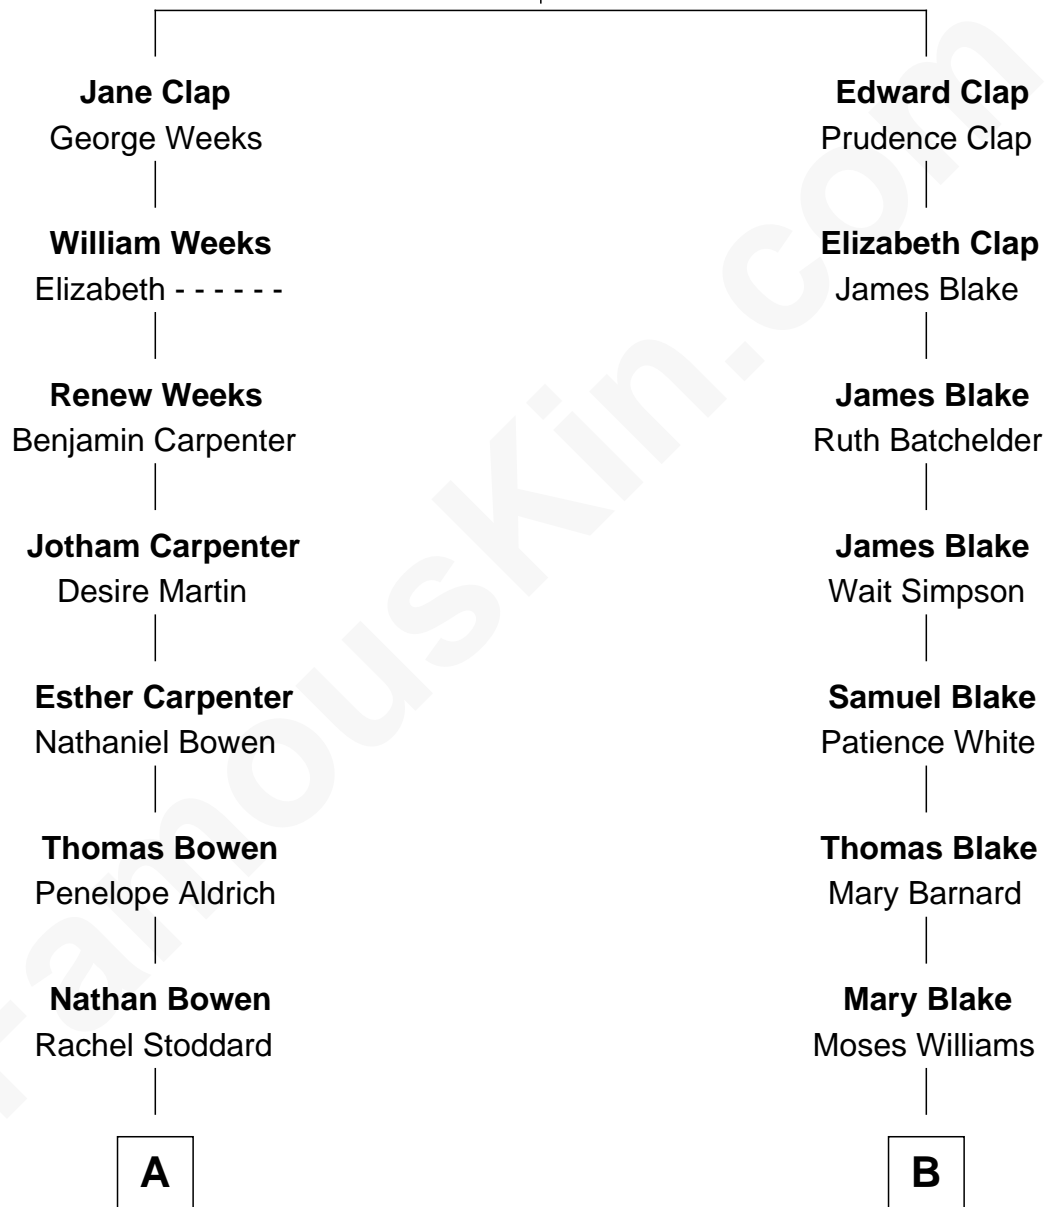 Jane Clap
George Weeks
William Weeks
Elizabeth - - - - - -
Renew Weeks
Benjamin Carpenter
Jotham Carpenter
Desire Martin
Esther Carpenter
Nathaniel Bowen
Thomas Bowen
Penelope Aldrich
Nathan Bowen
Rachel Stoddard
A
Edward Clap
Prudence Clap
Elizabeth Clap
James Blake
James Blake
Ruth Batchelder
James Blake
Wait Simpson
Samuel Blake
Patience White
Thomas Blake
Mary Barnard
Mary Blake
Moses Williams
B
FamousKin.com